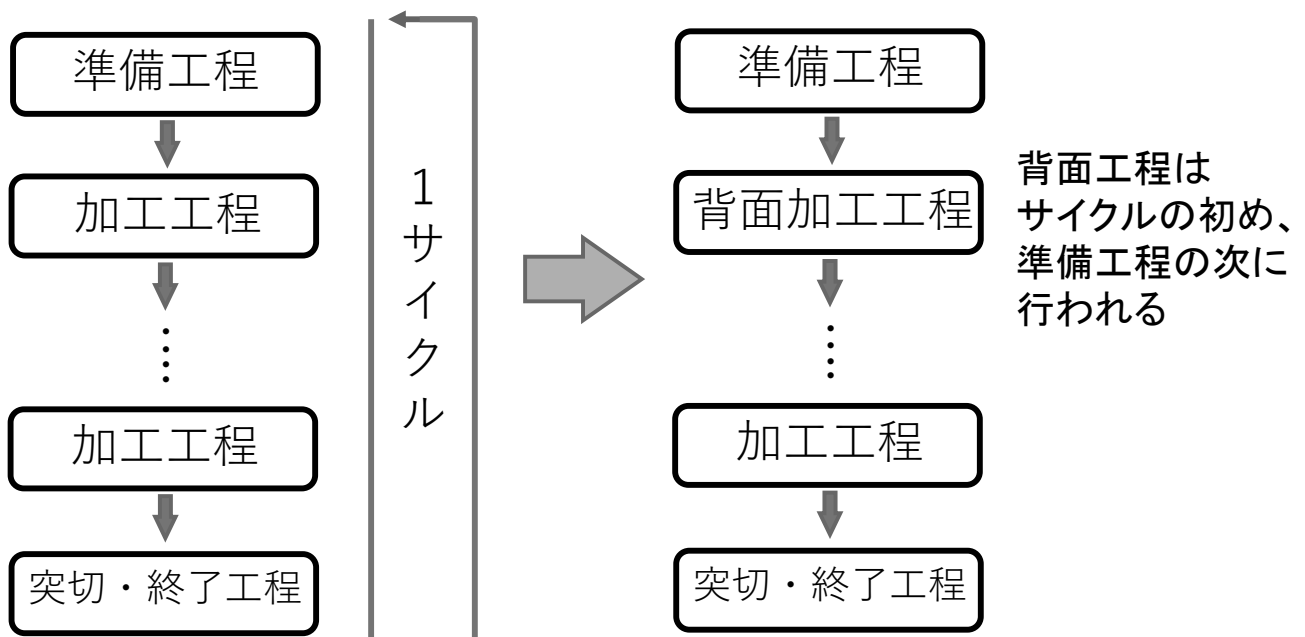 準備工程
加工工程
⋮
加工工程
突切・終了工程
1サイクル
準備工程
背面加工工程
⋮
加工工程
突切・終了工程
背面工程は
サイクルの初め、
準備工程の次に
行われる